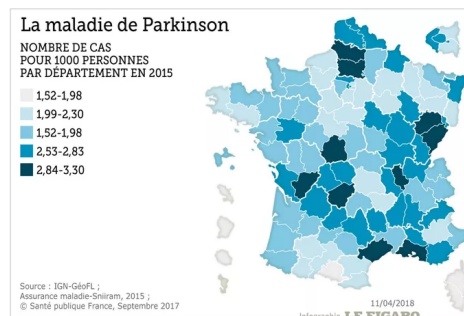 La maladie de Parkinson
NOMBRE DE CAS
POUR 1000 PERSONNES
PAR DÉPARTEMENT EN 2015
1,52-1,98
1,99-2,30
1,52-1,98
2,53-2,83
2,84-3,30
Source : IGN-GéoFL ;
Assurance maladie-Sniiram, 2015 ;
© Santé publique France, Septembre 2017
11/04/2018
Infographie LE FIGARO